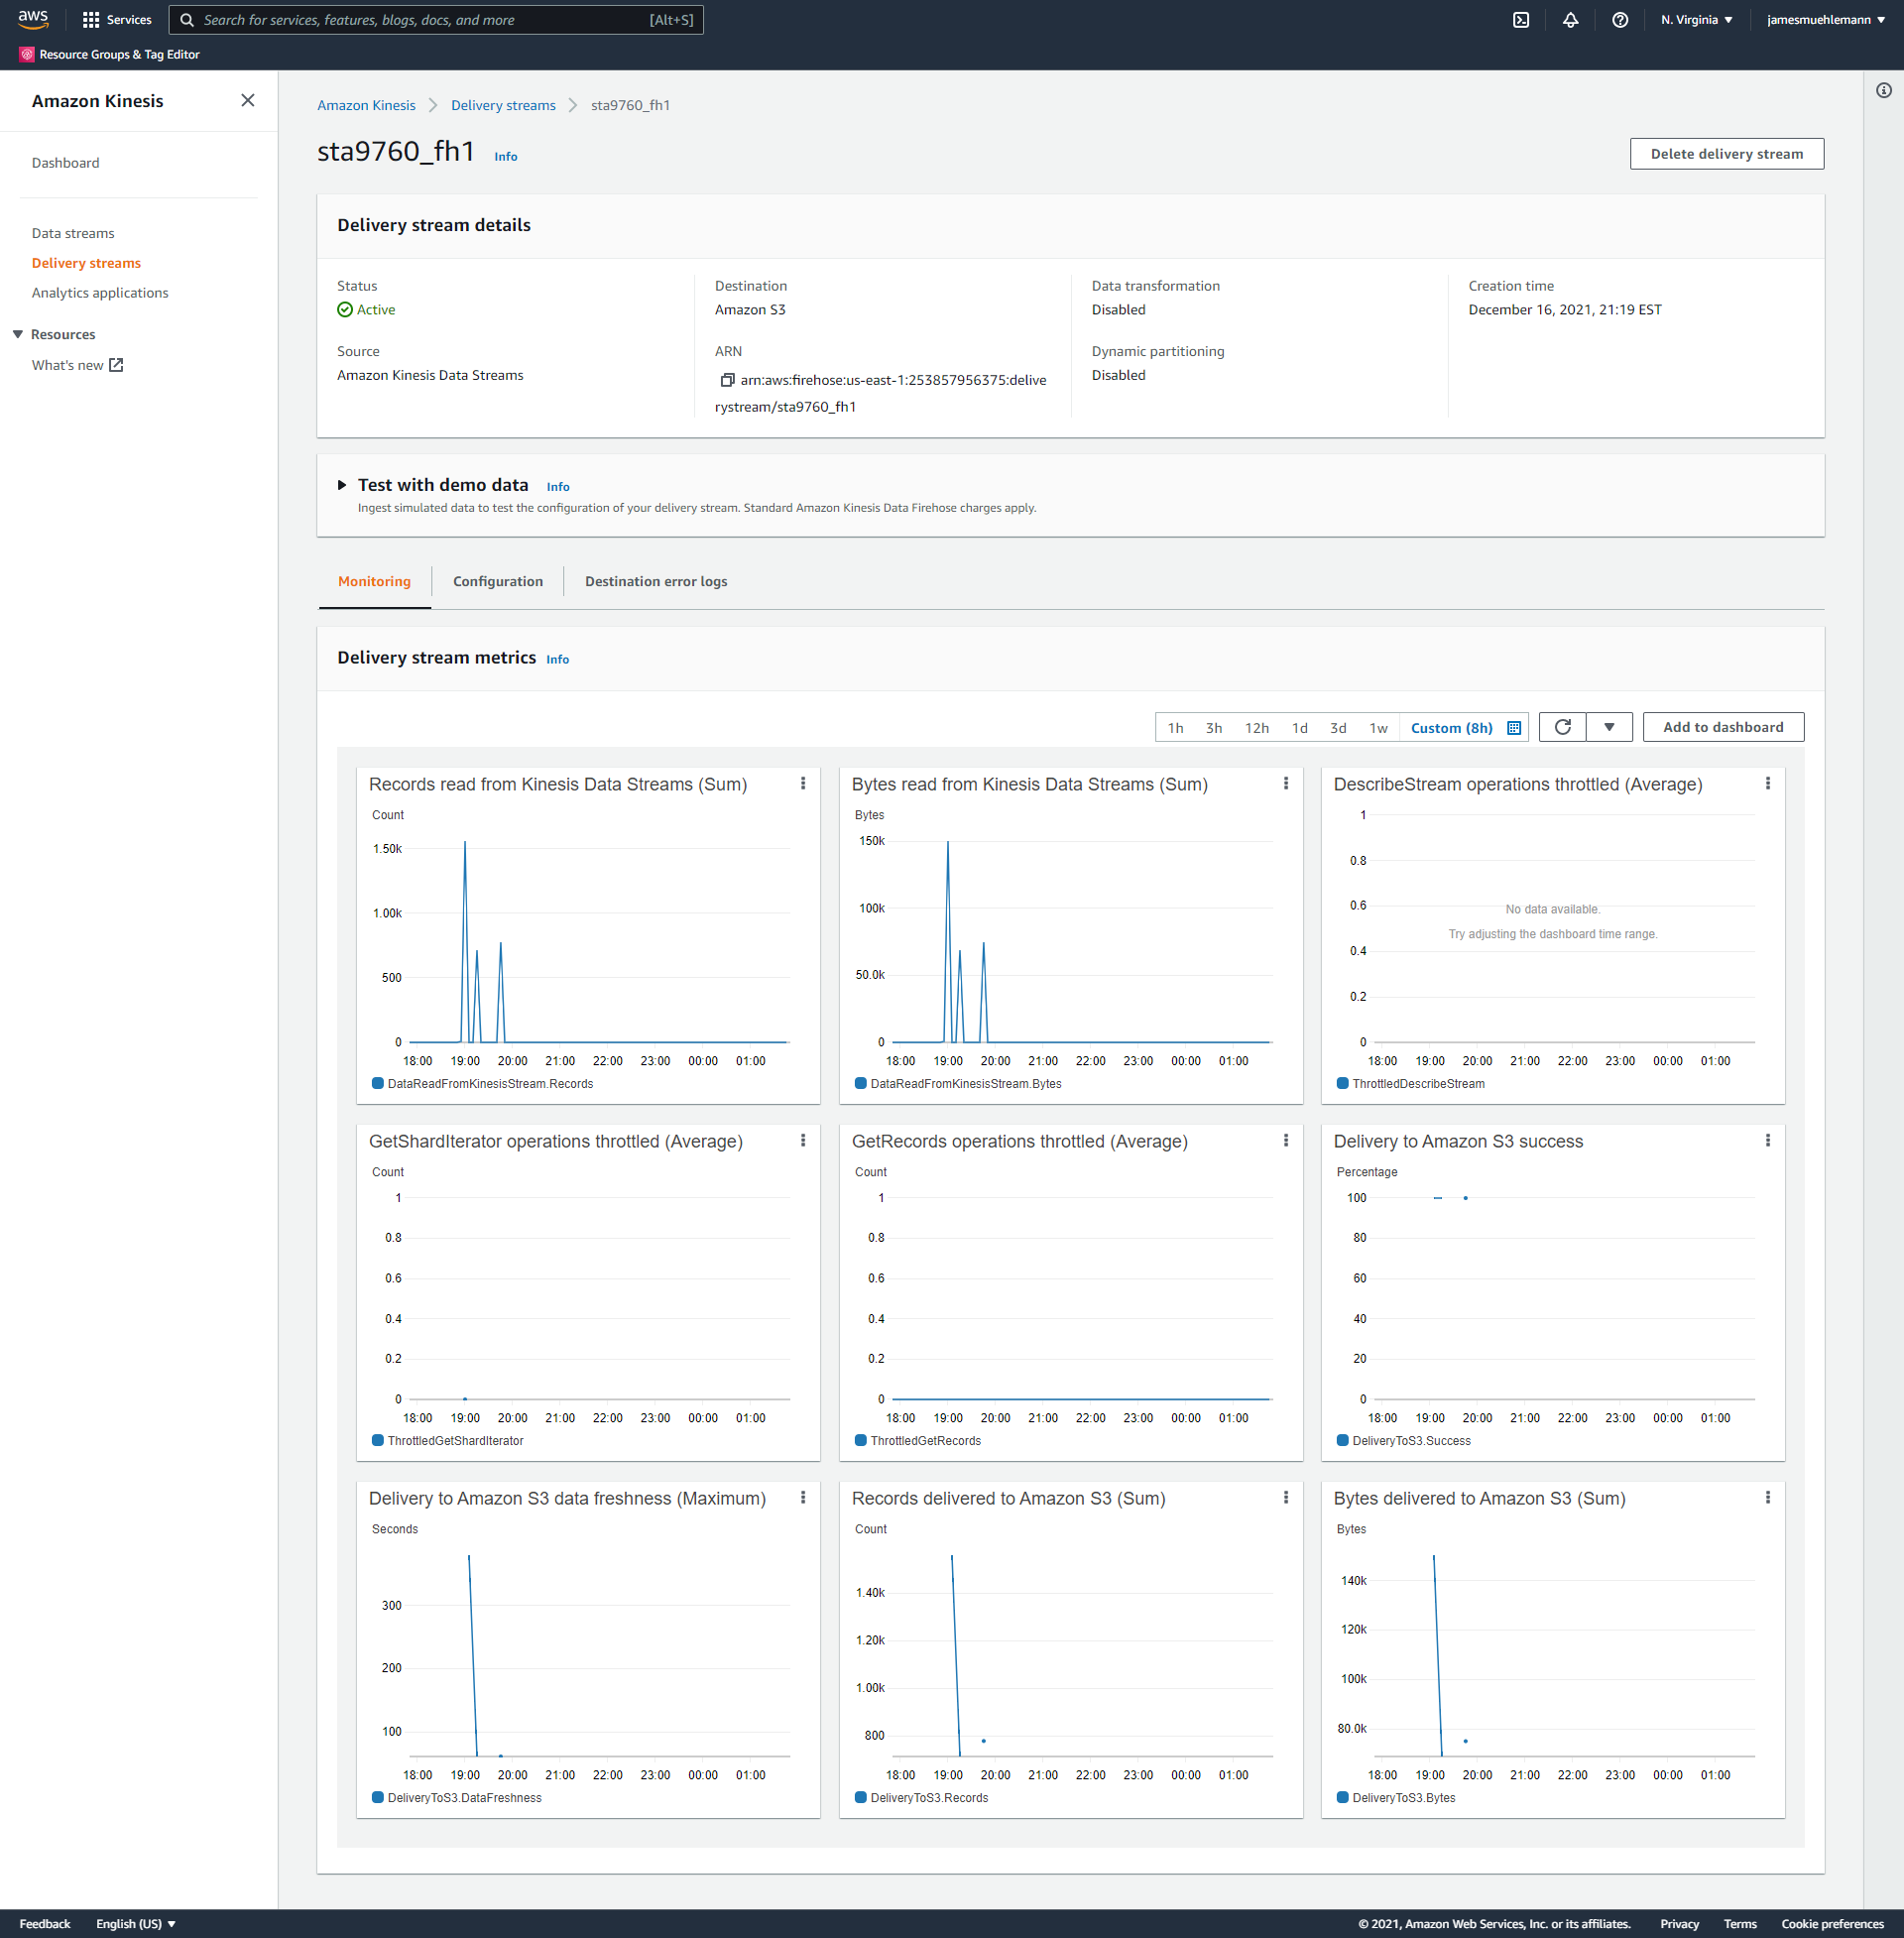 aws
Services
Search for services, features, blogs, docs, and more
[Alt+S]
N. Virginia
jamesmuehlemann
Resource Groups & Tag Editor
Amazon Kinesis
Dashboard
Data streams
Delivery streams
Analytics applications
Resources
What's new
Amazon Kinesis
Delivery streams
sta9760_fh1
sta9760_fh1
Info
Delete delivery stream
Delivery stream details
Status
Active
Source
Amazon Kinesis Data Streams
Destination
Amazon S3
ARN
arn:aws:firehose:us-east-1:253857956375:delive
rystream/sta9760_fh1
Data transformation
Disabled
Dynamic partitioning
Disabled
Creation time
December 16, 2021, 21:19 EST
Test with demo data
Info
Ingest simulated data to test the configuration of your delivery stream. Standard Amazon Kinesis Data Firehose charges apply.
Monitoring
Configuration
Destination error logs
Delivery stream metrics
Info
1h 3h 12h 1d 3d 1w Custom (8h)
Add to dashboard
Records read from Kinesis Data Streams (Sum)
Count
1.50k
1.00k
500
0
18:00 19:00 20:00 21:00 22:00 23:00 00:00 01:00
DataReadFromKinesisStream.Records
Bytes read from Kinesis Data Streams (Sum)
Bytes
150k
100k
50.0k
0
18:00 19:00 20:00 21:00 22:00 23:00 00:00 01:00
DataReadFromKinesisStream.Bytes
DescribeStream operations throttled (Average)
1
0.8
0.6
No data available.
Try adjusting the dashboard time range.
0.4
0.2
0
18:00 19:00 20:00 21:00 22:00 23:00 00:00 01:00
ThrottledDescribeStream
GetShardIterator operations throttled (Average)
Count
1
0.8
0.6
0.4
0.2
0
18:00 19:00 20:00 21:00 22:00 23:00 00:00 01:00
ThrottledGetShardIterator
GetRecords operations throttled (Average)
Count
1
0.8
0.6
0.4
0.2
0
18:00 19:00 20:00 21:00 22:00 23:00 00:00 01:00
ThrottledGetRecords
Delivery to Amazon S3 success
Percentage
100
80
60
40
20
0
18:00 19:00 20:00 21:00 22:00 23:00 00:00 01:00
DeliveryToS3.Success
Delivery to Amazon S3 data freshness (Maximum)
Seconds
300
200
100
18:00 19:00 20:00 21:00 22:00 23:00 00:00 01:00
DeliveryToS3.DataFreshness
Records delivered to Amazon S3 (Sum)
Count
1.40k
1.20k
1.00k
800
18:00 19:00 20:00 21:00 22:00 23:00 00:00 01:00
DeliveryToS3.Records
Bytes delivered to Amazon S3 (Sum)
Bytes
140k
120k
100k
80.0k
18:00 19:00 20:00 21:00 22:00 23:00 00:00 01:00
DeliveryToS3.Bytes
Feedback
English (US)
© 2021, Amazon Web Services, Inc. or its affiliates.
Privacy
Terms
Cookie preferences